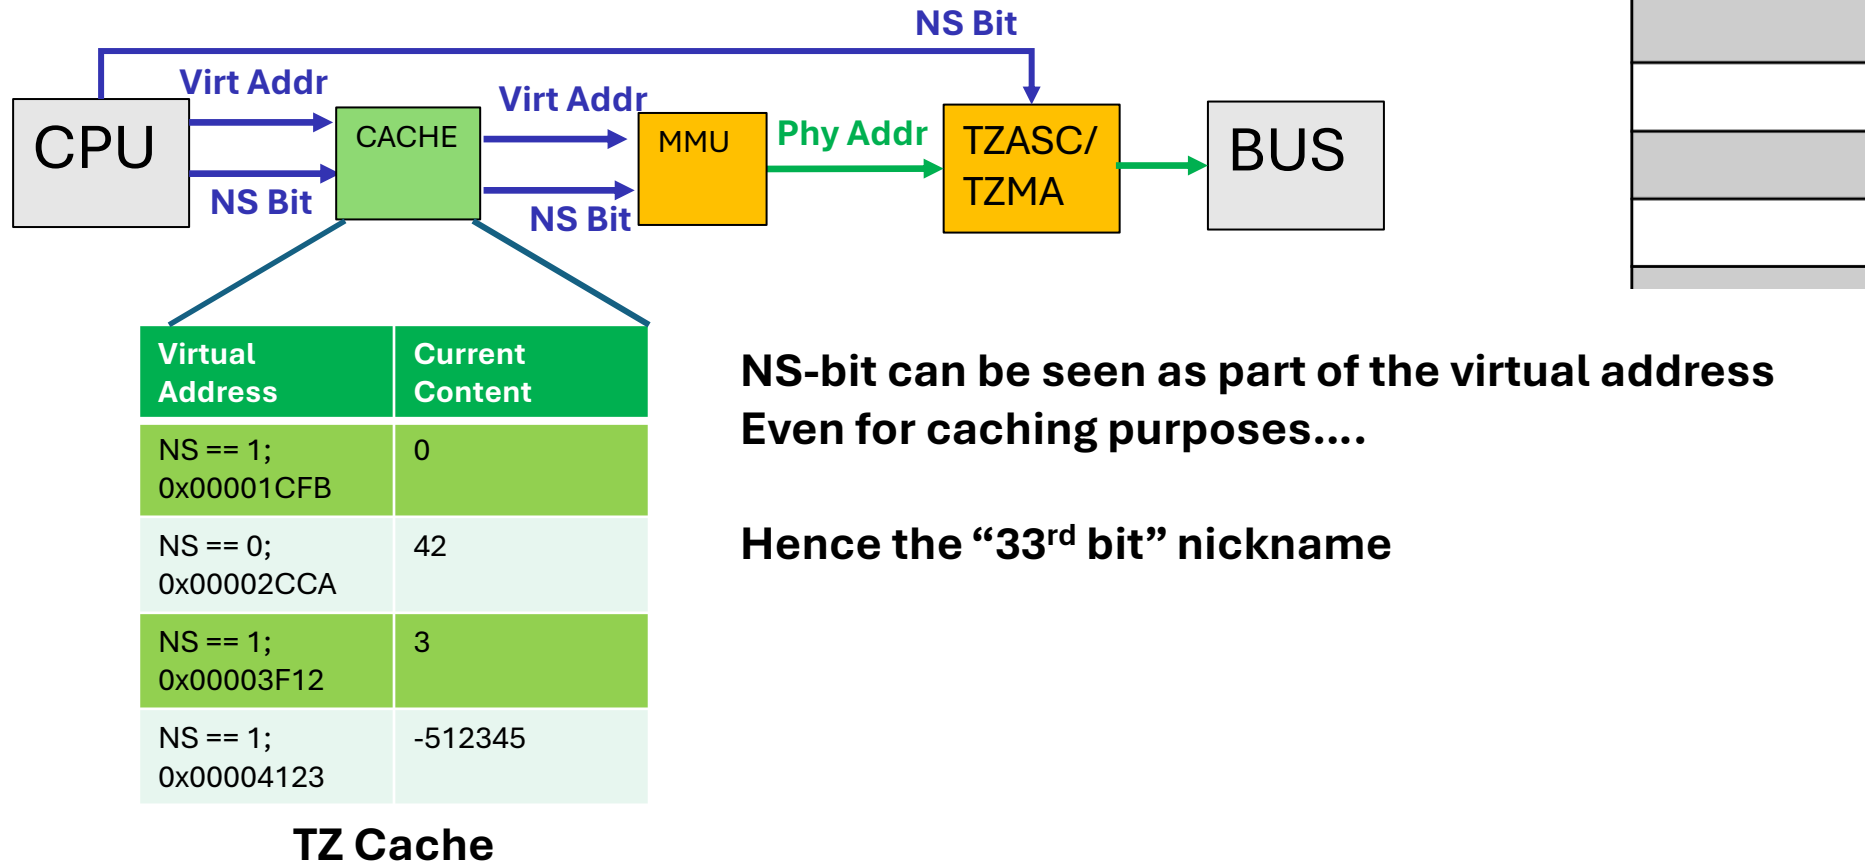 NS Bit
Virt Addr
Virt Addr
CPU
CACHE
MMU
Phy Addr
TZASC/
TZMA
BUS
NS Bit
NS Bit
Virtual
Address
Current
Content
NS == 1;
0x00001CFB
0
NS == 0;
0x00002CCA
42
NS == 1;
0x00003F12
3
NS == 1;
0x00004123
-512345
TZ Cache
NS-bit can be seen as part of the virtual address
Even for caching purposes....
Hence the “33rd bit” nickname